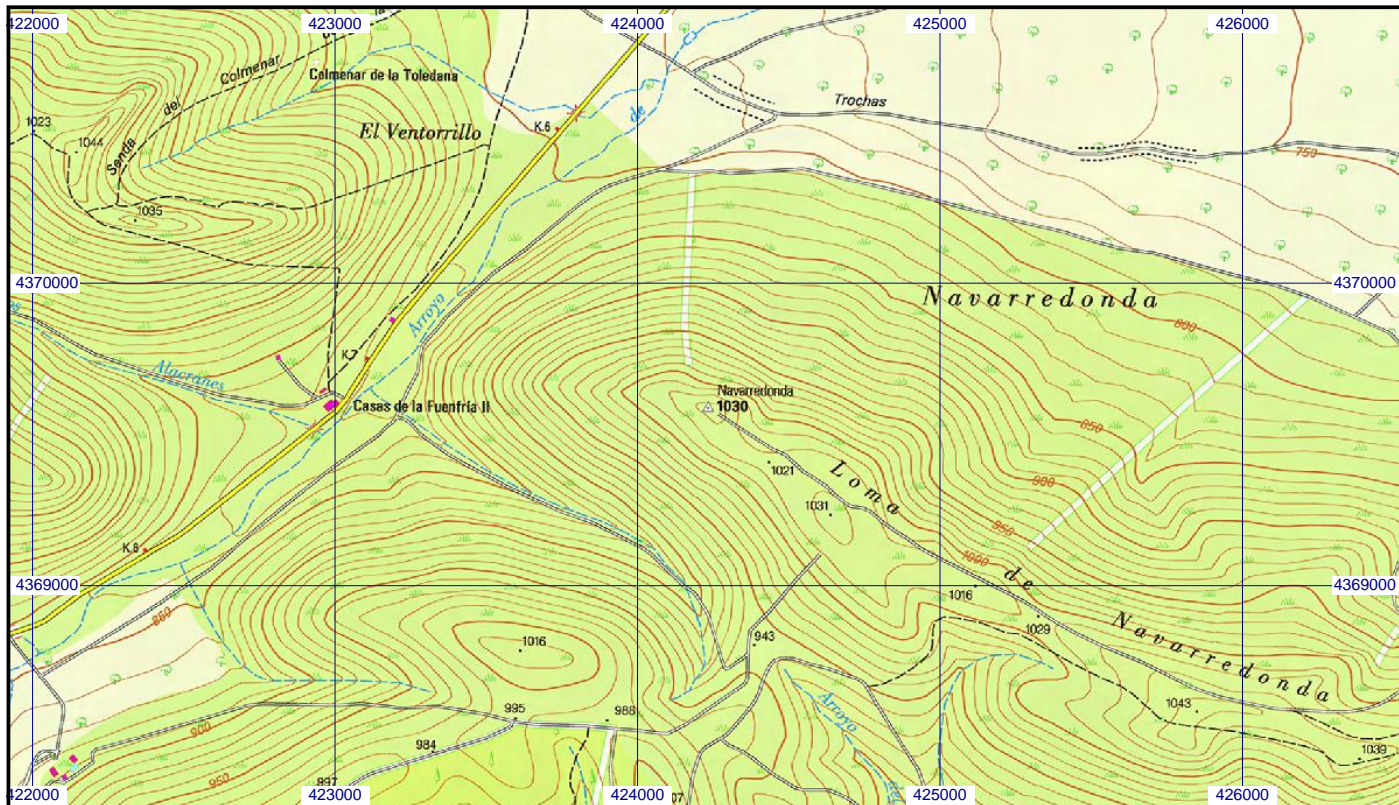 422000 423000 424000 425000 426000
Senda del Colmenar
Colmenar de la Toledana
de
Trochas
1023
1044
El Ventorrillo
K.6
750
1035
4370000 4370000
Navarredonda
Arroyo
800
K.7
Alacranes
Navarredonda
1030
Casas de la Fuenfría II
850
1021
Loma
900
1031
950
K.8
1000
4369000 4369000
de
1016
850
1029
943
Navarredonda
1016
1043
Arroyo
995
988
900
984
1039
950
997
422000 423000 424000 425000 426000